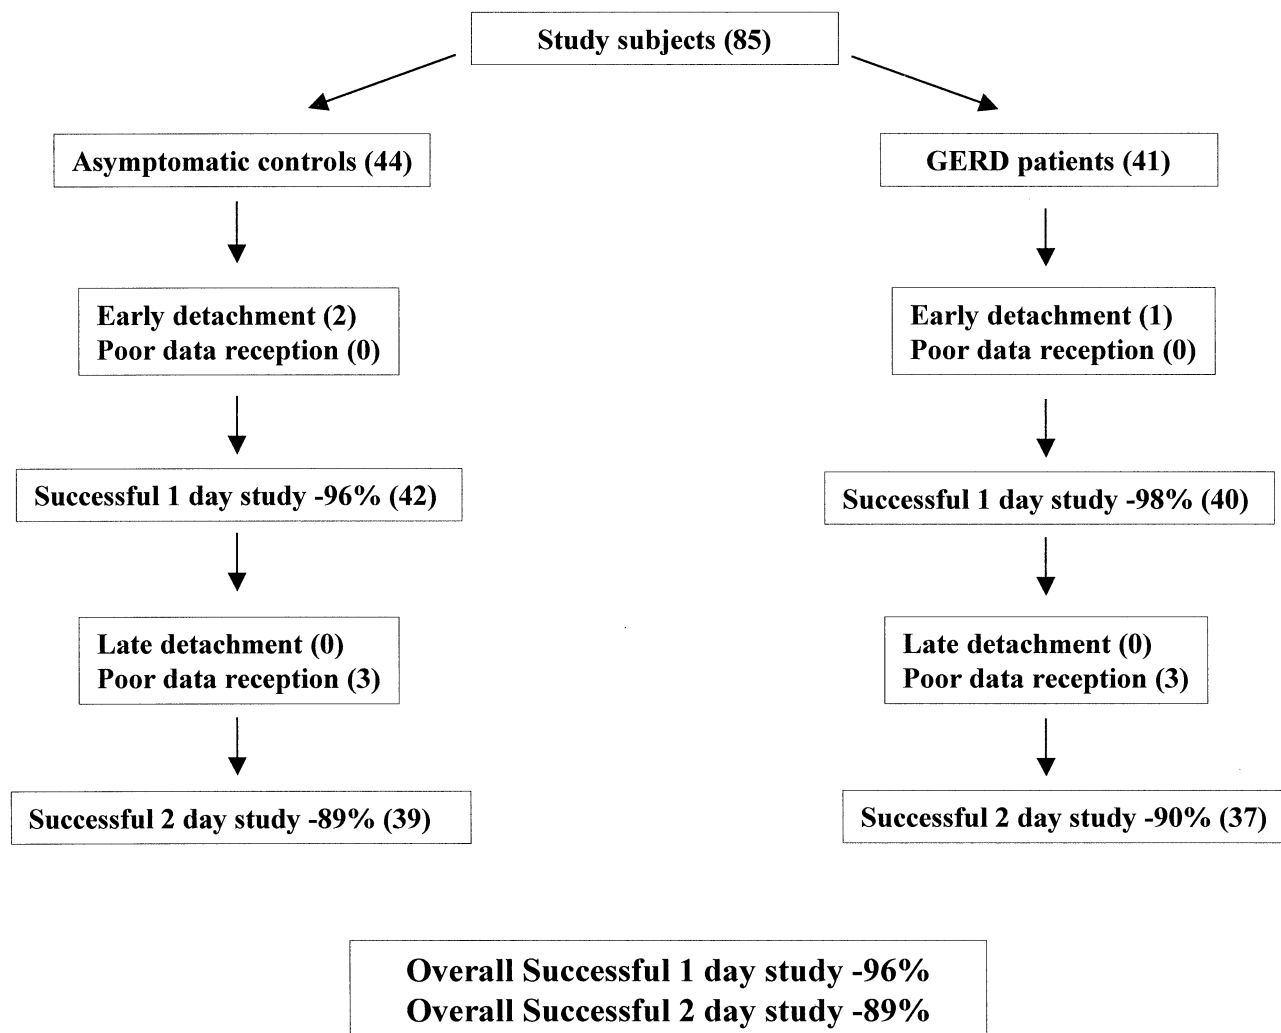 Study subjects (85)
Asymptomatic controls (44)
GERD patients (41)
Early detachment (2)
Poor data reception (0)
Early detachment (1)
Poor data reception (0)
Successful 1 day study -96% (42)
Successful 1 day study -98% (40)
Late detachment (0)
Poor data reception (3)
Late detachment (0)
Poor data reception (3)
Successful 2 day study -89% (39)
Successful 2 day study -90% (37)
Overall Successful 1 day study -96%
Overall Successful 2 day study -89%